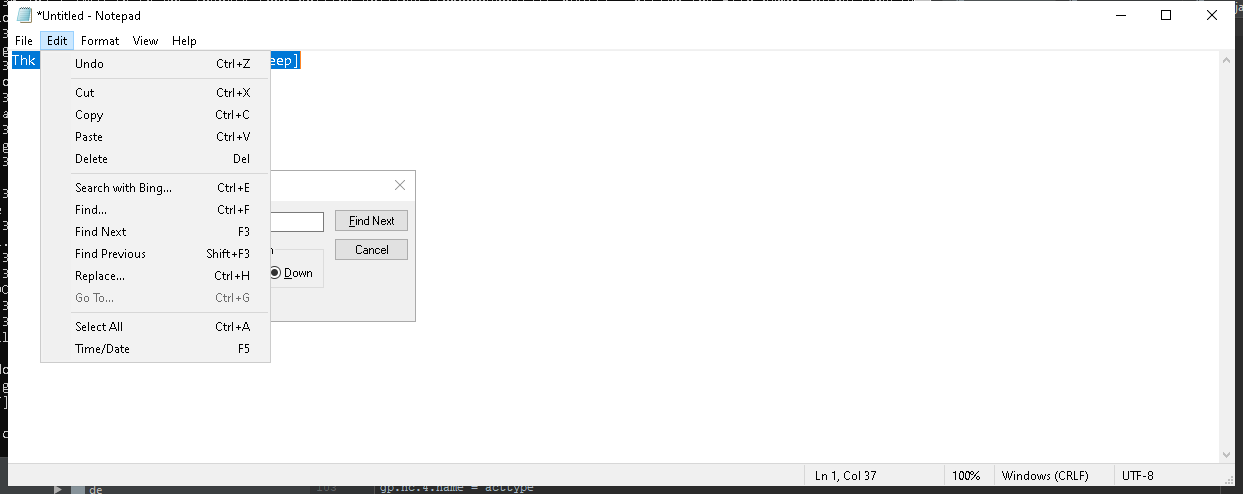 *Untitled - Notepad
File Edit Format View Help
Thk eep]
Undo Ctrl+Z
Cut Ctrl+X
Copy Ctrl+C
Paste Ctrl+V
Delete Del
Search with Bing... Ctrl+E
Find... Ctrl+F
Find Next F3
Find Previous Shift+F3
Replace... Ctrl+H
Go To... Ctrl+G
Select All Ctrl+A
Time/Date F5
Find Next
Cancel
Down
Ln 1, Col 37 100% Windows (CRLF) UTF-8
de gp.nc.4.name = acttype